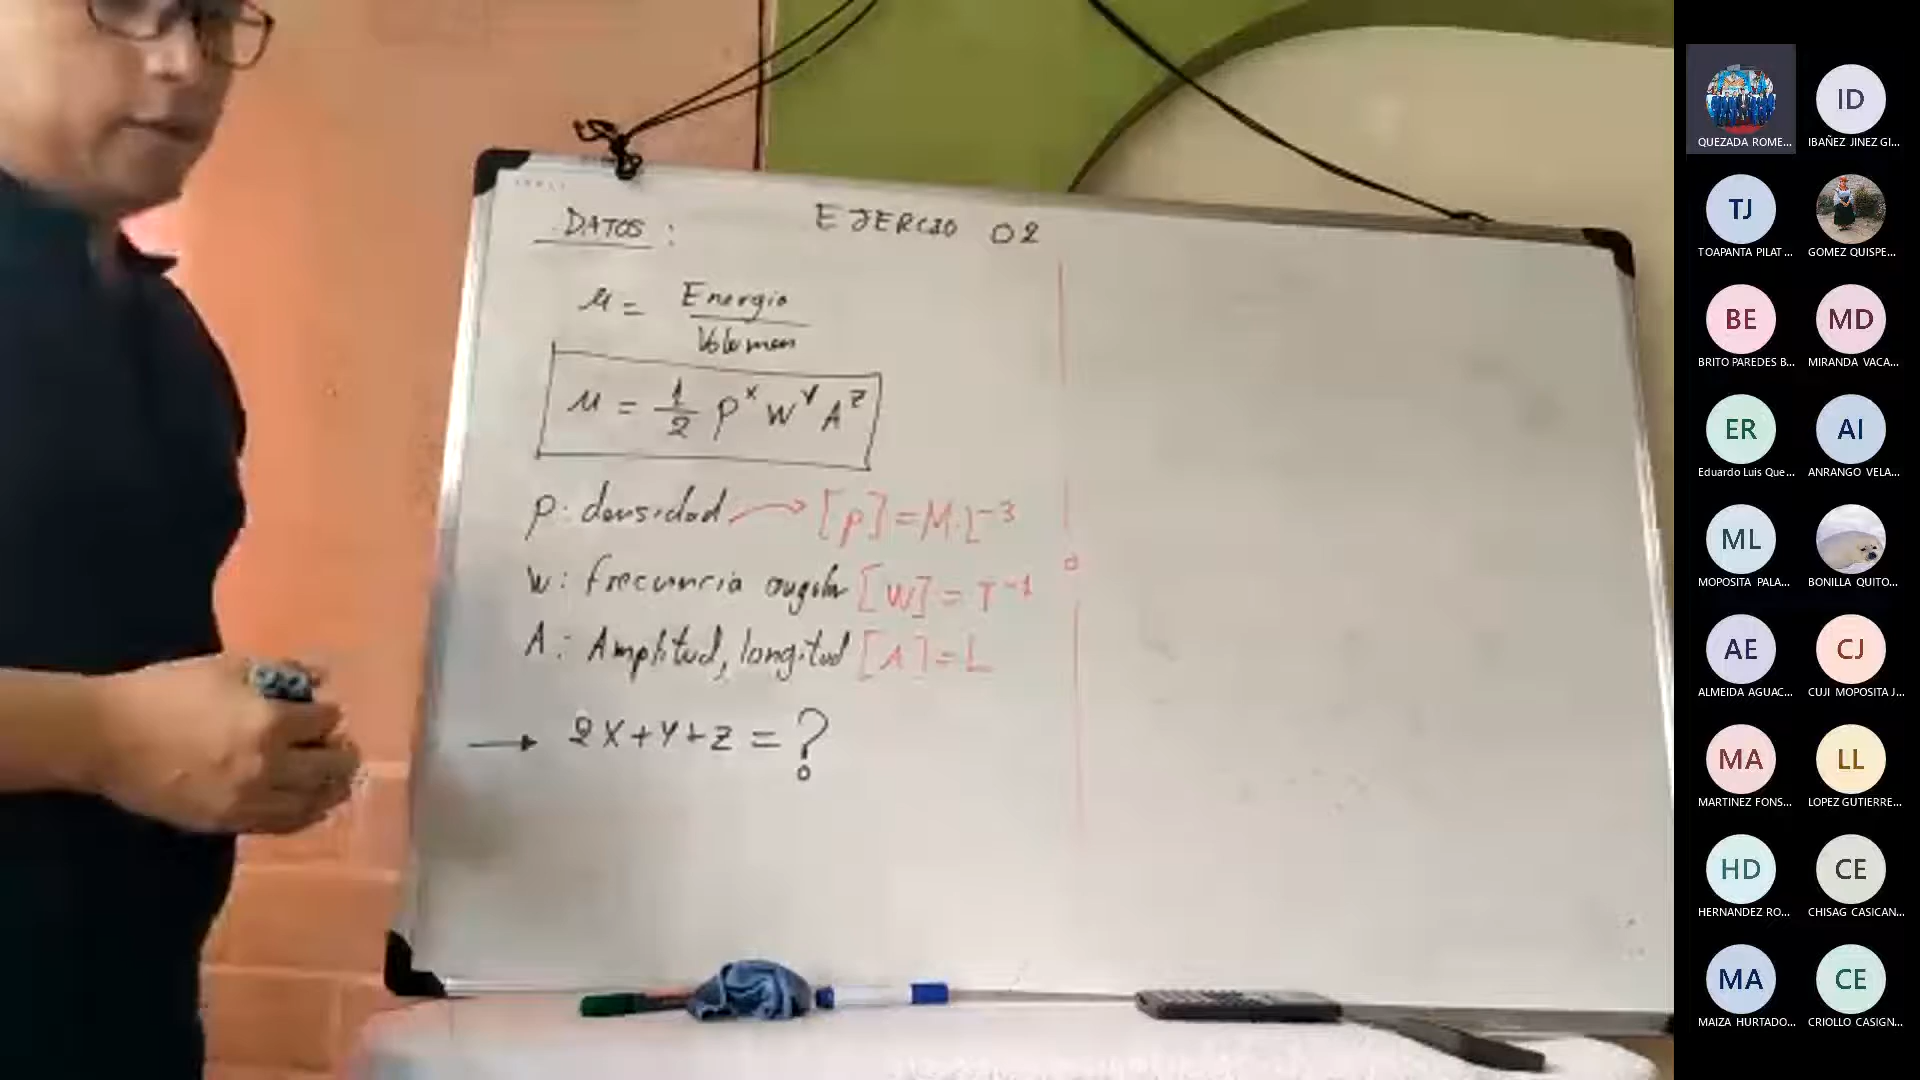 DATOS :
EJERCIO 02
u = Energia
Volumen
u = 1/2 ρ^x W^y A^z
ρ: densidad → [ρ] = M.L^-3
W: frecuencia angular [W] = T^-1
A: Amplitud, longitud [A] = L
→ 2X+Y+Z = ?
QUEZADA ROME...
ID
IBAÑEZ JINEZ GI...
TJ
TOAPANTA PILAT...
GOMEZ QUISPE...
BE
BRITO PAREDES B...
MD
MIRANDA VACA...
ER
Eduardo Luis Que...
AI
ANRANGO VELA...
ML
MOPOSITA PALA...
BONILLA QUITO...
AE
ALMEIDA AGUAC...
CJ
CUJI MOPOSITA J...
MA
MARTINEZ FONS...
LL
LOPEZ GUTIERRE...
HD
HERNANDEZ RO...
CE
CHISAG CASICAN...
MA
MAIZA HURTADO...
CE
CRIOLLO CASIGN...